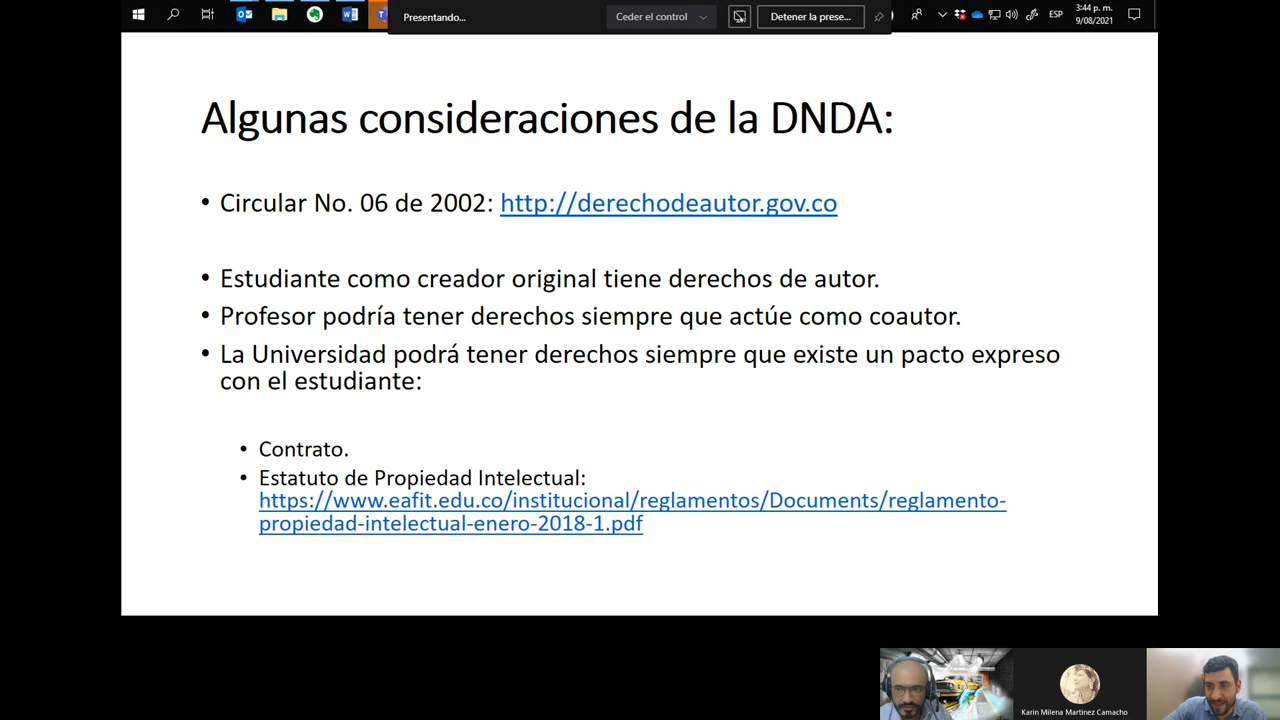 Presentando...
Ceder el control
Detener la prese...
ESP
3:44 p. m.
9/08/2021
Algunas consideraciones de la DNDA:
• Circular No. 06 de 2002: http://derechodeautor.gov.co
• Estudiante como creador original tiene derechos de autor.
• Profesor podría tener derechos siempre que actúe como coautor.
• La Universidad podrá tener derechos siempre que existe un pacto expreso
con el estudiante:
• Contrato.
• Estatuto de Propiedad Intelectual:
https://www.eafit.edu.co/institucional/reglamentos/Documents/reglamento-
propiedad-intelectual-enero-2018-1.pdf
Karin Milena Martinez Camacho